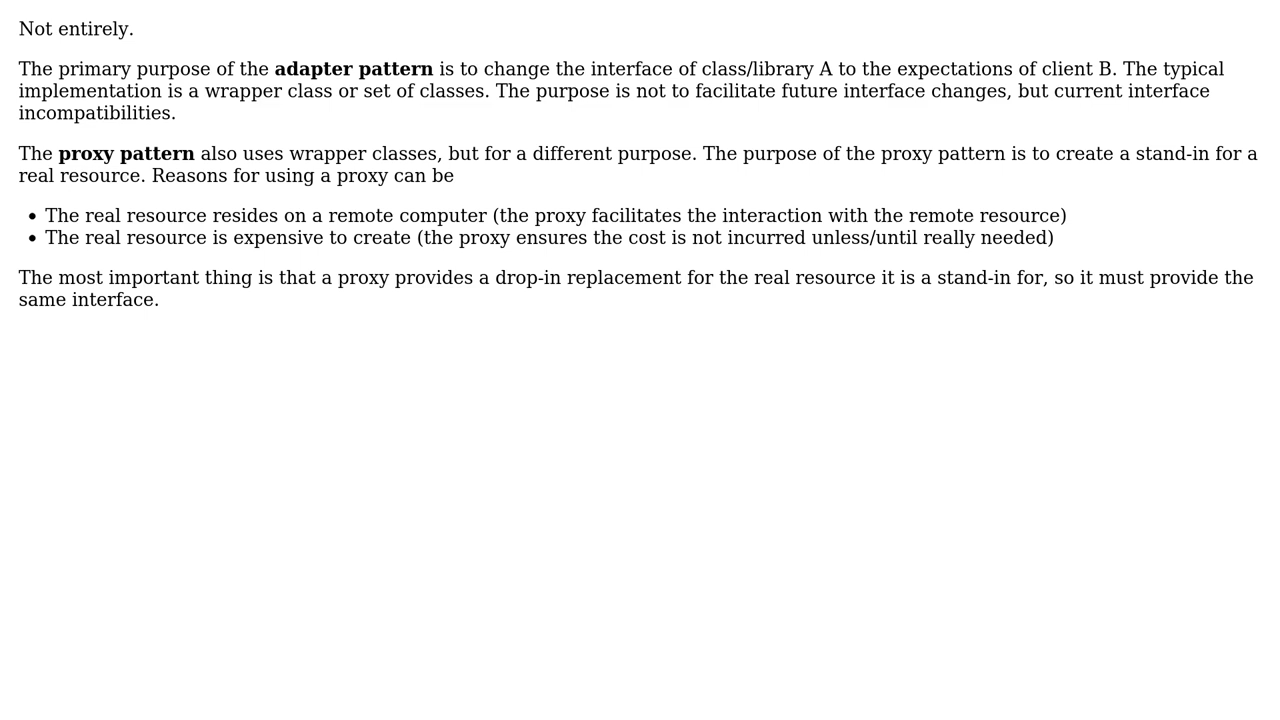 Not entirely.
The primary purpose of the adapter pattern is to change the interface of class/library A to the expectations of client B. The typical
implementation is a wrapper class or set of classes. The purpose is not to facilitate future interface changes, but current interface
incompatibilities.
The proxy pattern also uses wrapper classes, but for a different purpose. The purpose of the proxy pattern is to create a stand-in for a
real resource. Reasons for using a proxy can be
• The real resource resides on a remote computer (the proxy facilitates the interaction with the remote resource)
• The real resource is expensive to create (the proxy ensures the cost is not incurred unless/until really needed)
The most important thing is that a proxy provides a drop-in replacement for the real resource it is a stand-in for, so it must provide the
same interface.